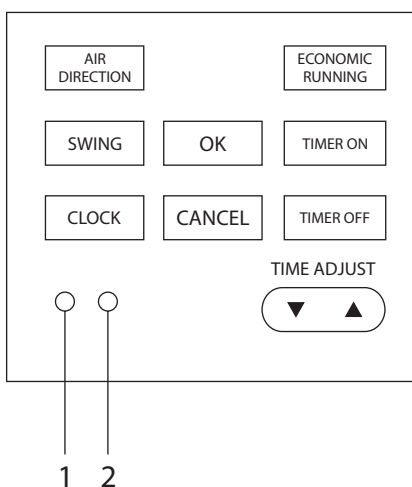 AIR
DIRECTION
ECONOMIC
RUNNING
SWING
OK
TIMER ON
CLOCK
CANCEL
TIMER OFF
TIME ADJUST
1 2